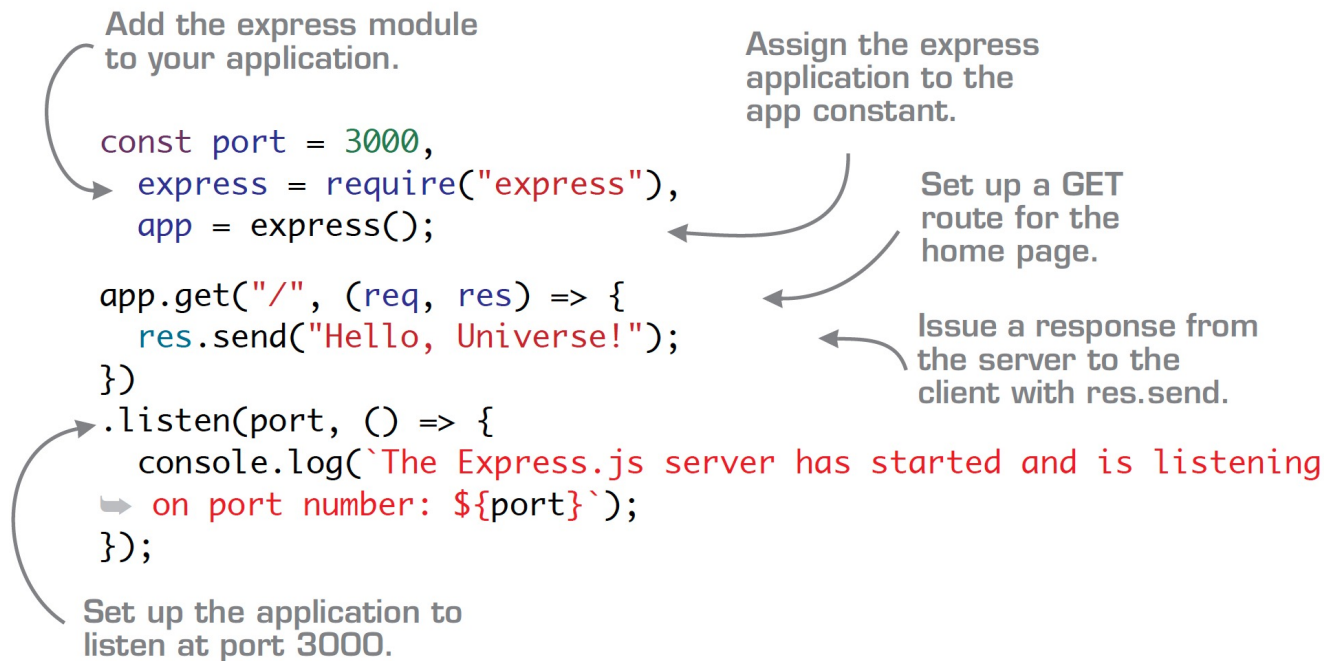 Add the express module
to your application.
Assign the express
application to the
app constant.
const port = 3000,
express = require("express"),
app = express();
Set up a GET
route for the
home page.
app.get("/", (req, res) => {
res.send("Hello, Universe!");
Issue a response from
the server to the
client with res.send.
})
.listen(port, () => {
console.log(`The Express.js server has started and is listening
➥ on port number: ${port}`);
});
Set up the application to
listen at port 3000.